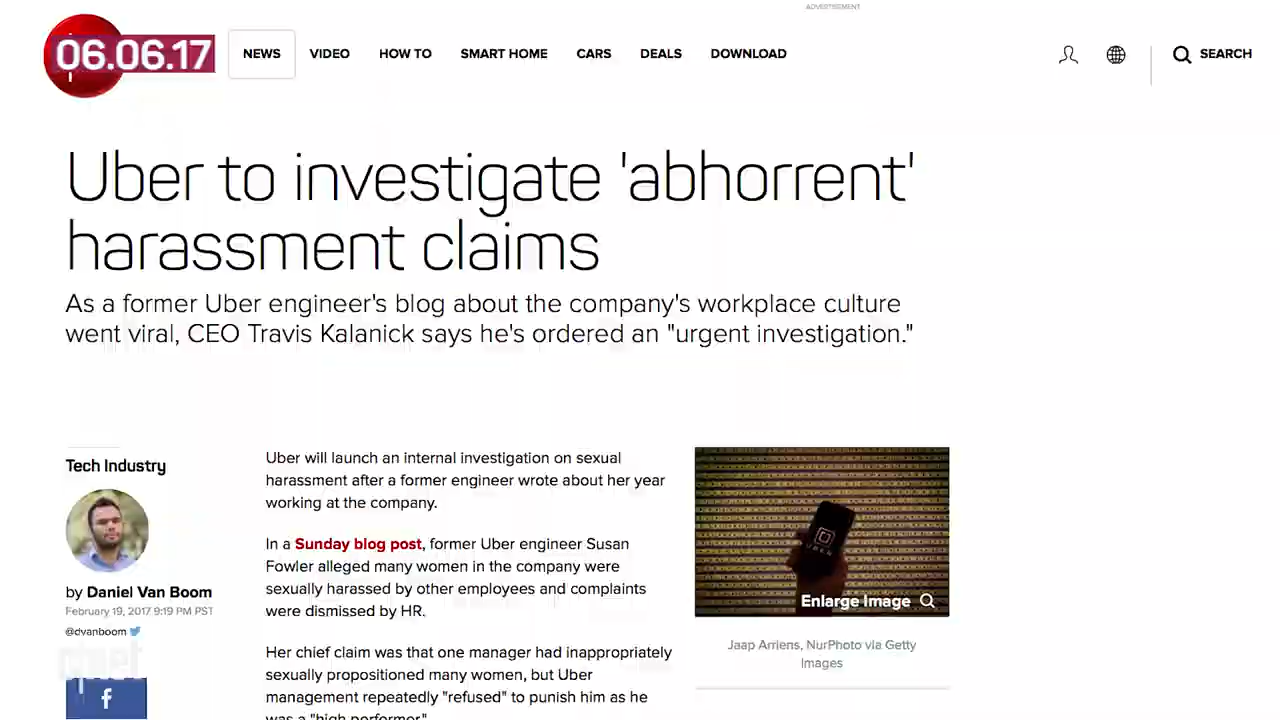 ADVERTISEMENT
06.06.17
NEWS VIDEO HOW TO SMART HOME CARS DEALS DOWNLOAD SEARCH
Uber to investigate 'abhorrent'
harassment claims
As a former Uber engineer's blog about the company's workplace culture
went viral, CEO Travis Kalanick says he's ordered an "urgent investigation."
Tech Industry
by Daniel Van Boom
February 19, 2017 9:19 PM PST
@dvanboom
cnet
f
Uber will launch an internal investigation on sexual
harassment after a former engineer wrote about her year
working at the company.
In a Sunday blog post, former Uber engineer Susan
Fowler alleged many women in the company were
sexually harassed by other employees and complaints
were dismissed by HR.
Her chief claim was that one manager had inappropriately
sexually propositioned many women, but Uber
management repeatedly "refused" to punish him as he
was a "high performer"
UBER
Enlarge Image
Jaap Arriens, NurPhoto via Getty
Images